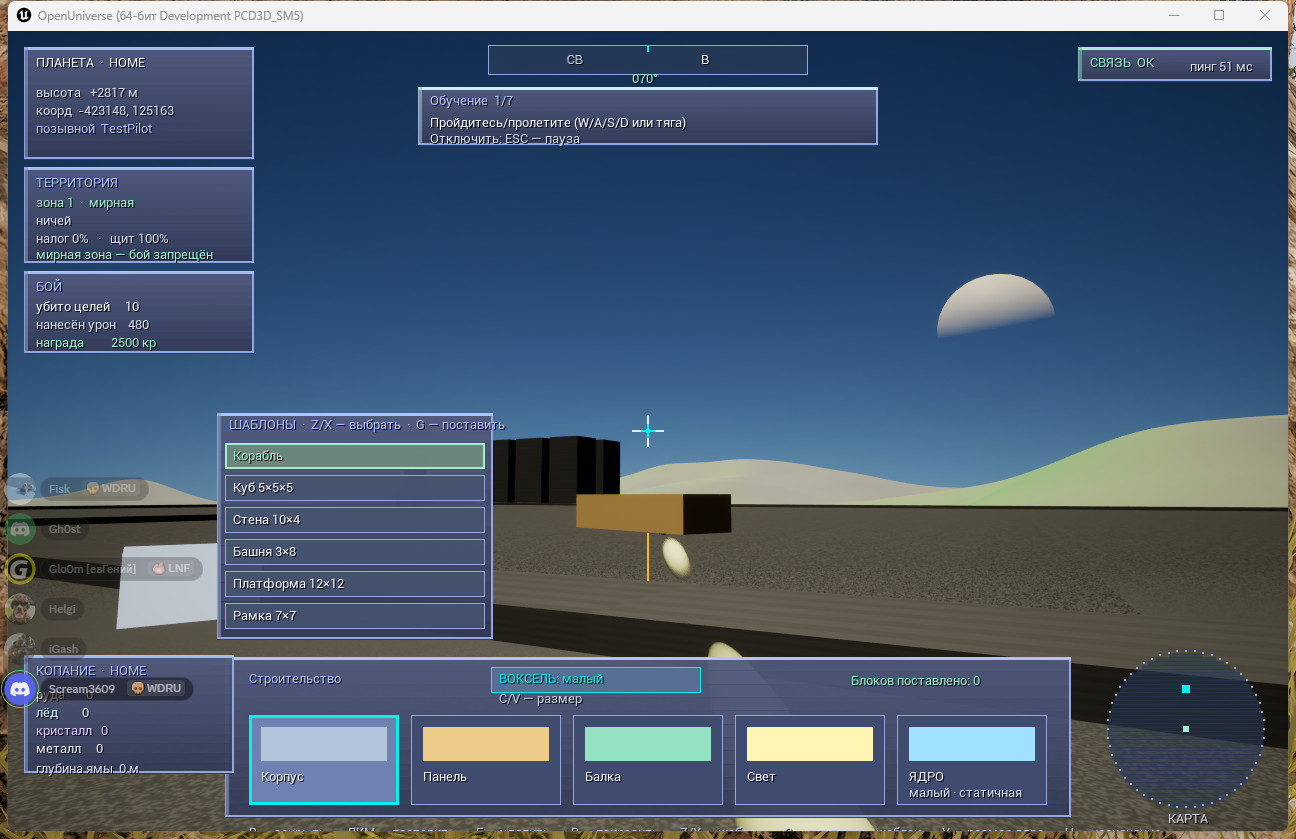 OpenUniverse (64-бит Development PCD3D_SM5)
ПЛАНЕТА · HOME
высота +2817 м
коорд -423148, 125163
позывной TestPilot
СВ В
070°
СВЯЗЬ OK пинг 51 мс
Обучение 1/7
Пройдитесь/пролетите (W/A/S/D или тяга)
Отключить: ESC — пауза
ТЕРРИТОРИЯ
зона 1 · мирная
ничей
налог 0% · щит 100%
мирная зона — бой запрещён
БОЙ
убито целей 10
нанесён урон 480
награда 2500 кр
ШАБЛОНЫ · Z/X — выбрать · G — поставить
Корабль
Куб 5×5×5
Стена 10×4
Башня 3×8
Платформа 12×12
Рамка 7×7
Fisk WDRU
Gh0st
Glo0m [евГений] LNF
Helgi
iGash
Scream3609 WDRU
КОПАНИЕ · HOME
руда 0
лёд 0
кристалл 0
металл 0
глубина ямы 0 м
Строительство
ВОКСЕЛЬ: малый
C/V — размер
Блоков поставлено: 0
Корпус
Панель
Балка
Свет
ЯДРО
малый · статичная
КАРТА